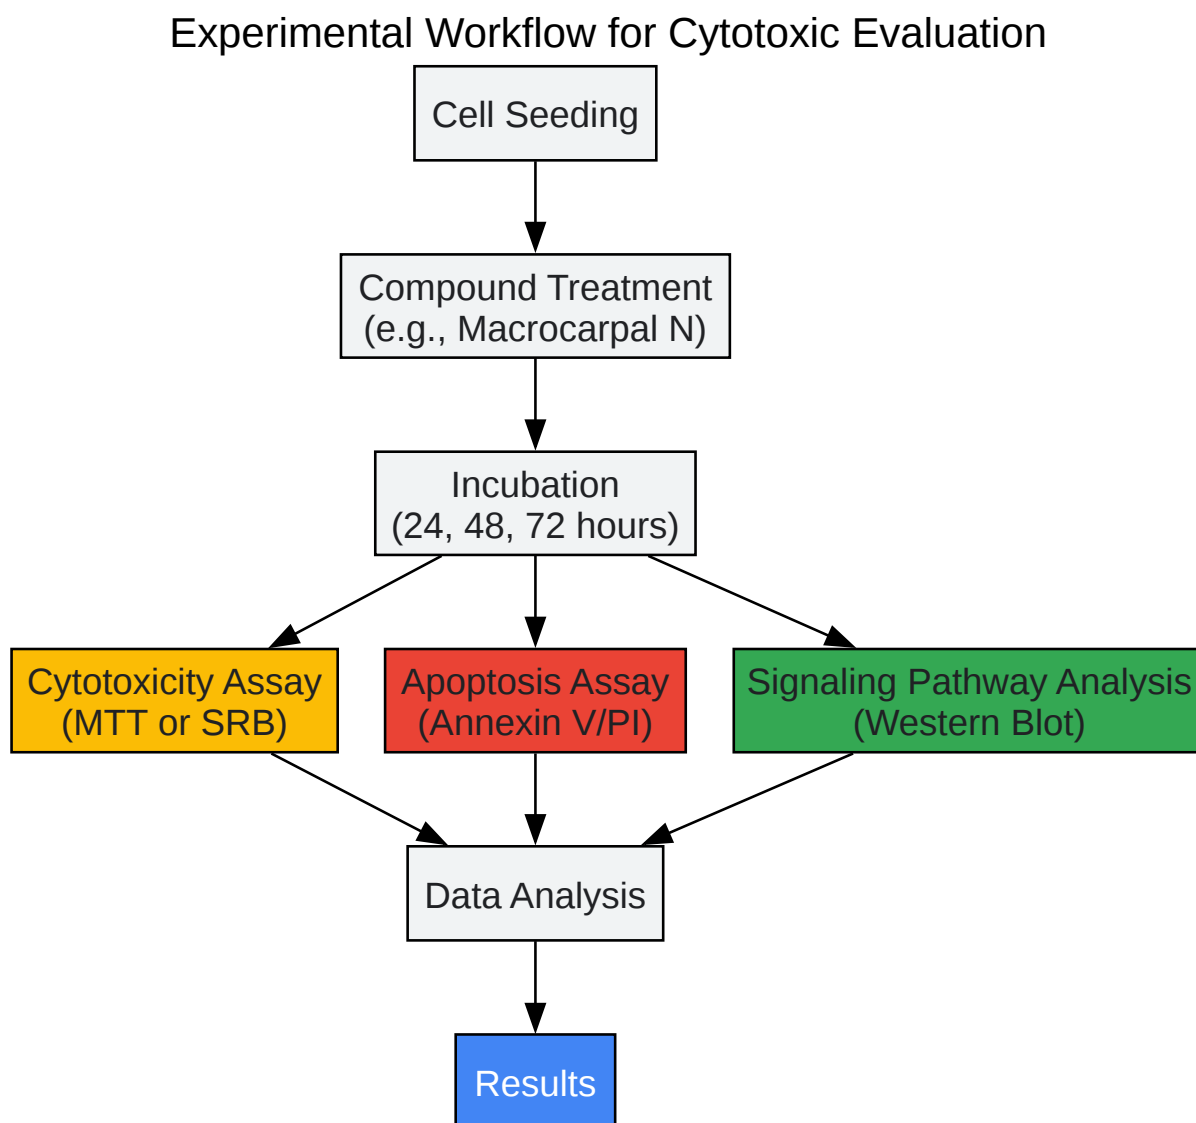 Experimental Workflow for Cytotoxic Evaluation
Cell Seeding
Compound Treatment
(e.g., Macrocarpal N)
Incubation
(24, 48, 72 hours)
Cytotoxicity Assay
(MTT or SRB)
Apoptosis Assay
(Annexin V/PI)
Signaling Pathway Analysis
(Western Blot)
Data Analysis
Results